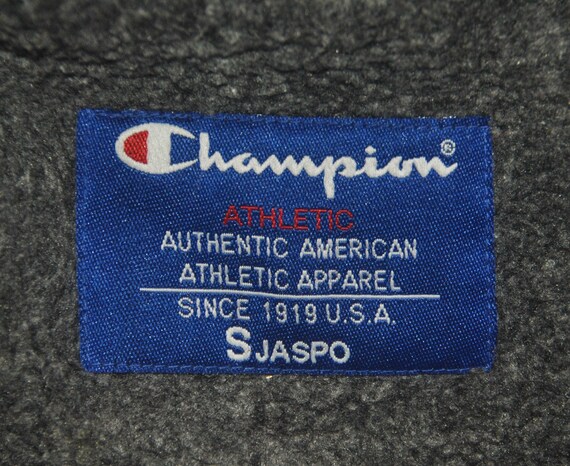 Champion®
ATHLETIC
AUTHENTIC AMERICAN
ATHLETIC APPAREL
SINCE 1919 U.S.A.
S JASPO